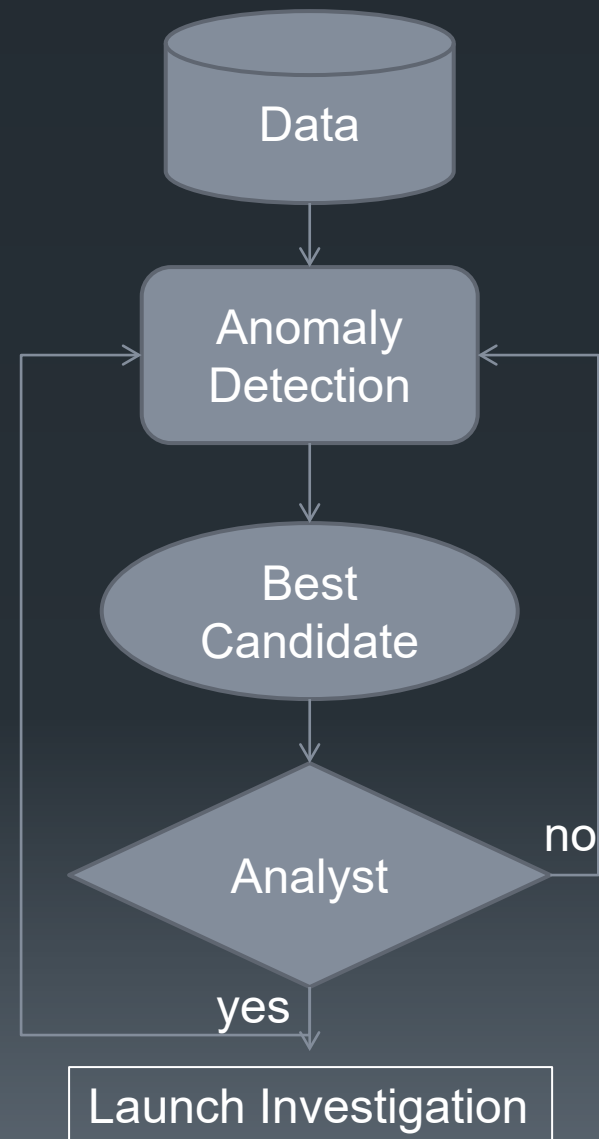 Data
Anomaly
Detection
Best
Candidate
no
Analyst
yes
Launch Investigation